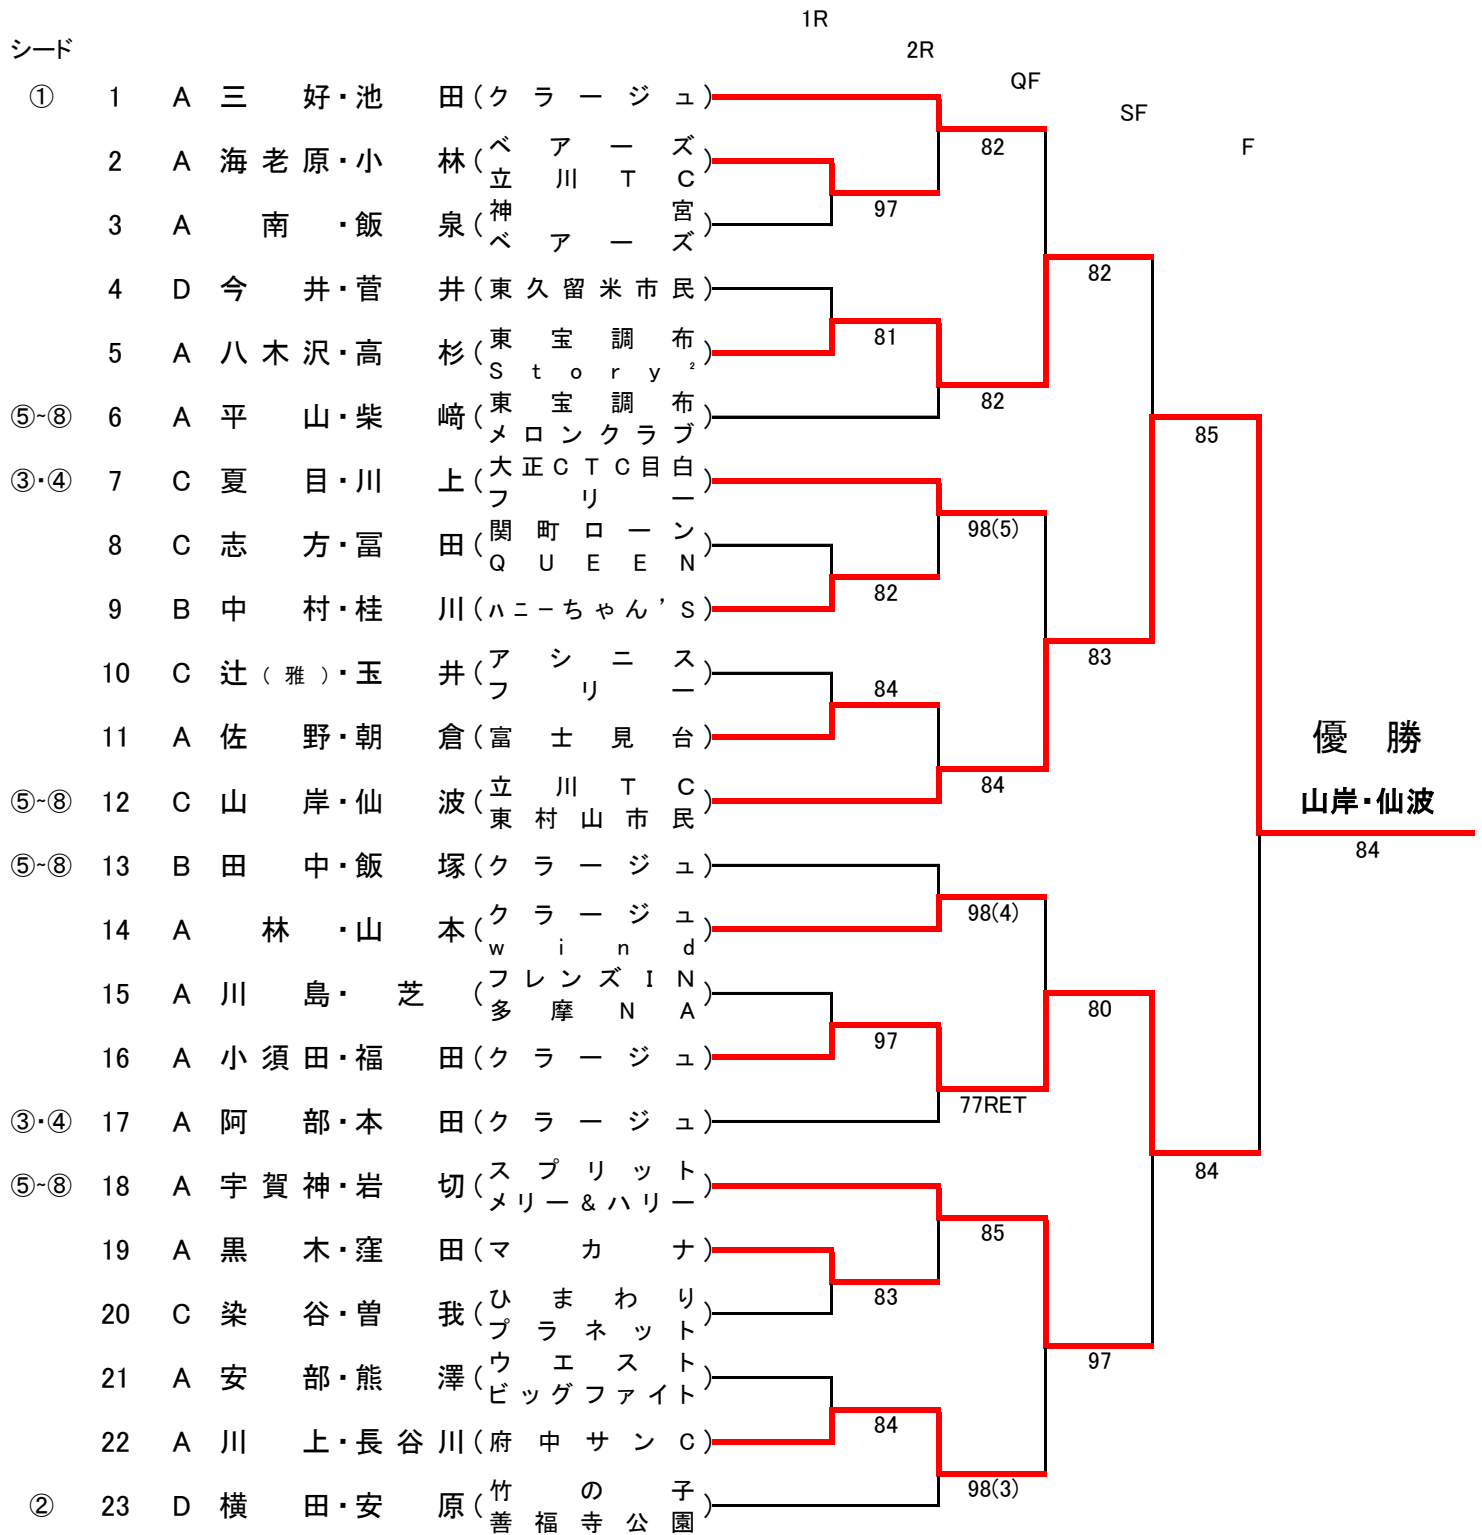 1R
シード
2R
① 1 A 三好・池田(クラージュ)
QF
SF
2 A 海老原・小林(ベアーズ
立川TC)
82
F
97
3 A 南・飯泉(神宮
ベアーズ)
4 D 今井・菅井(東久留米市民)
82
5 A 八木沢・高杉(東宝調布
Story²)
81
⑤~⑧ 6 A 平山・柴﨑(東宝調布
メロンクラブ)
82
85
③・④ 7 C 夏目・川上(大正CTC目白
フリー)
98(5)
8 C 志方・冨田(関町ローン
QUEEN)
82
9 B 中村・桂川(ハニーちゃん'S)
83
10 C 辻(雅)・玉井(アシニス
フリー)
84
11 A 佐野・朝倉(富士見台)
優勝
84
⑤~⑧ 12 C 山岸・仙波(立川TC
東村山市民)
山岸・仙波
84
⑤~⑧ 13 B 田中・飯塚(クラージュ)
98(4)
14 A 林・山本(クラージュ
wind)
15 A 川島・芝(フレンズIN
多摩NA)
80
97
16 A 小須田・福田(クラージュ)
77RET
③・④ 17 A 阿部・本田(クラージュ)
84
⑤~⑧ 18 A 宇賀神・岩切(スプリット
メリー&ハリー)
85
19 A 黒木・窪田(マカナ)
83
20 C 染谷・曽我(ひまわり
プラネット)
97
21 A 安部・熊澤(ウエスト
ビッグファイト)
84
22 A 川上・長谷川(府中サンC)
98(3)
② 23 D 横田・安原(竹の子
善福寺公園)